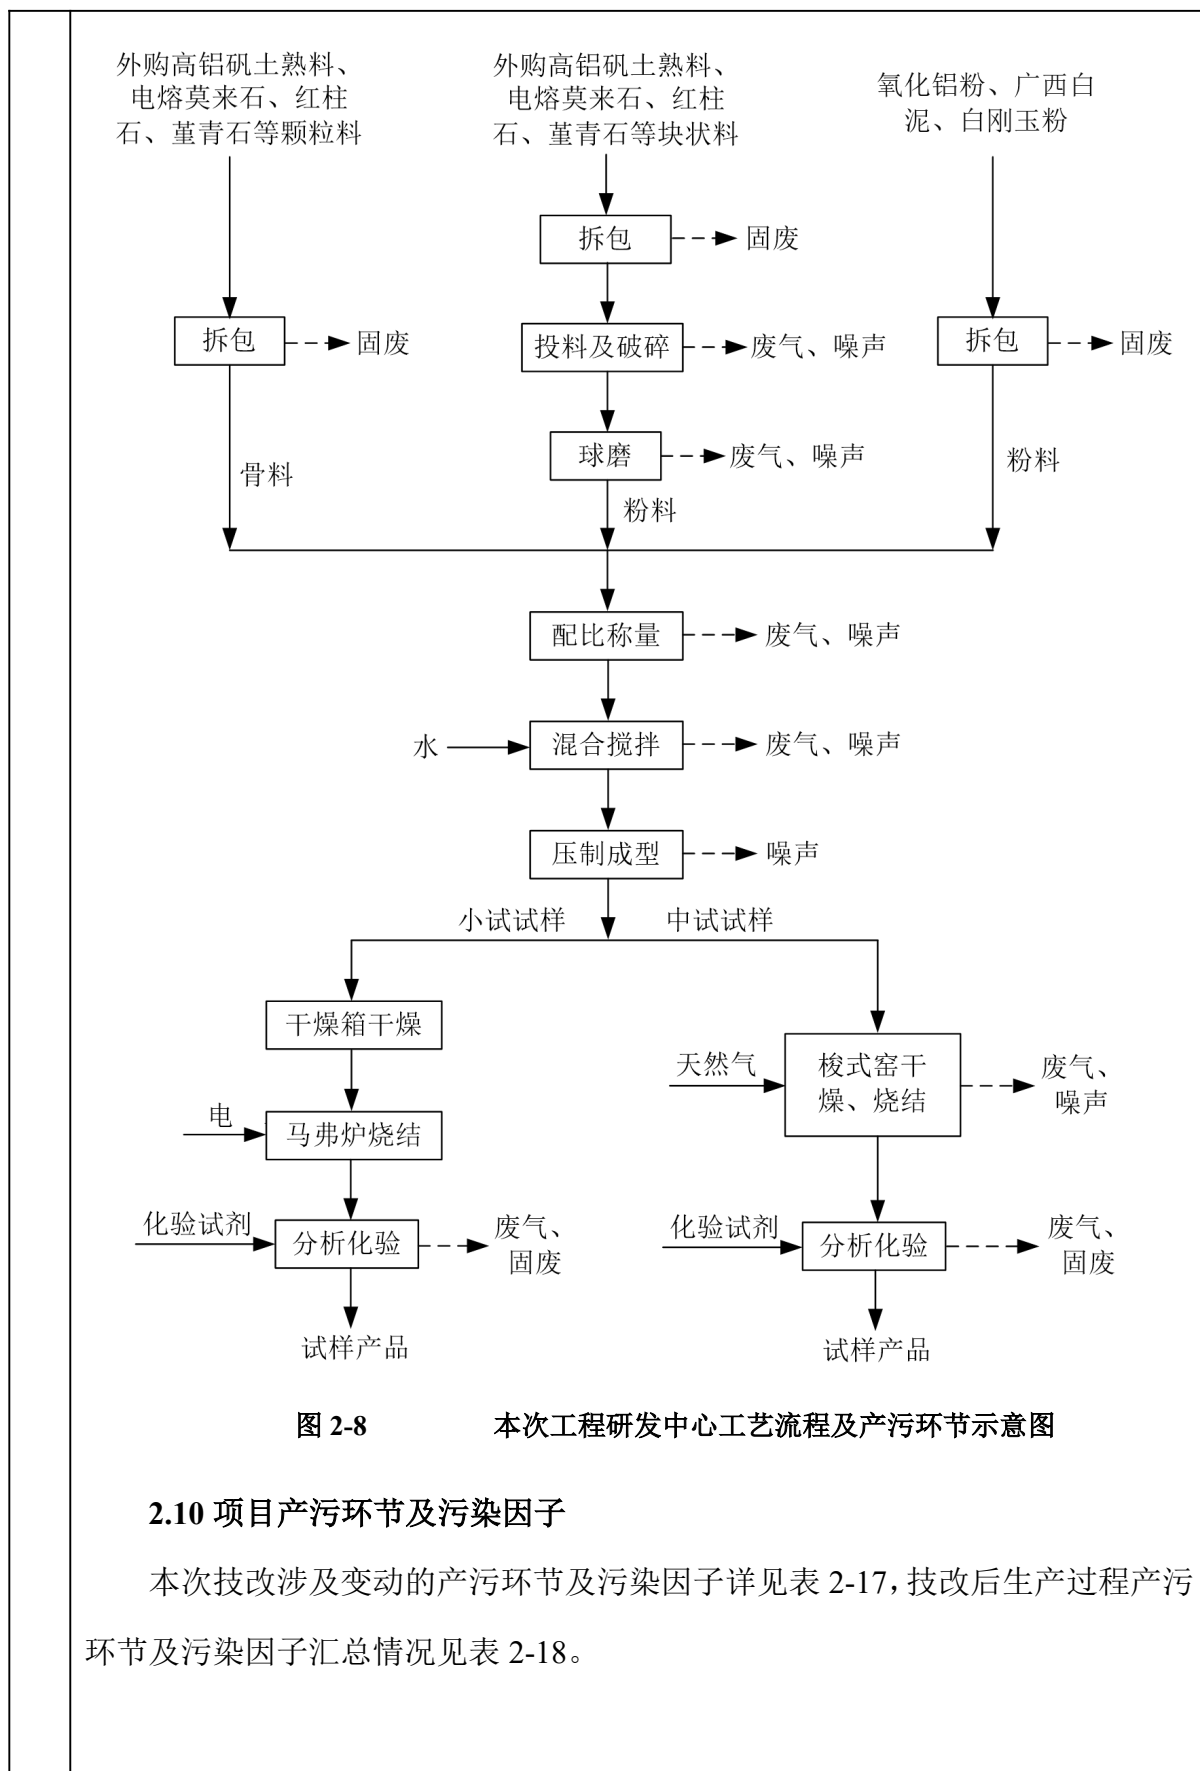 外购高铝矾土熟料、
电熔莫来石、红柱
石、堇青石等颗粒料
外购高铝矾土熟料、
电熔莫来石、红柱
石、堇青石等块状料
氧化铝粉、广西白
泥、白刚玉粉
拆包
固废
拆包
固废
投料及破碎
废气、噪声
拆包
固废
球磨
废气、噪声
骨料
粉料
粉料
配比称量
废气、噪声
水
混合搅拌
废气、噪声
压制成型
噪声
小试试样
中试试样
干燥箱干燥
天然气
梭式窑干
燥、烧结
废气、
噪声
电
马弗炉烧结
化验试剂
分析化验
废气、
固废
化验试剂
分析化验
废气、
固废
试样产品
试样产品
图 2-8 本次工程研发中心工艺流程及产污环节示意图
2.10 项目产污环节及污染因子
本次技改涉及变动的产污环节及污染因子详见表 2-17，技改后生产过程产污
环节及污染因子汇总情况见表 2-18。